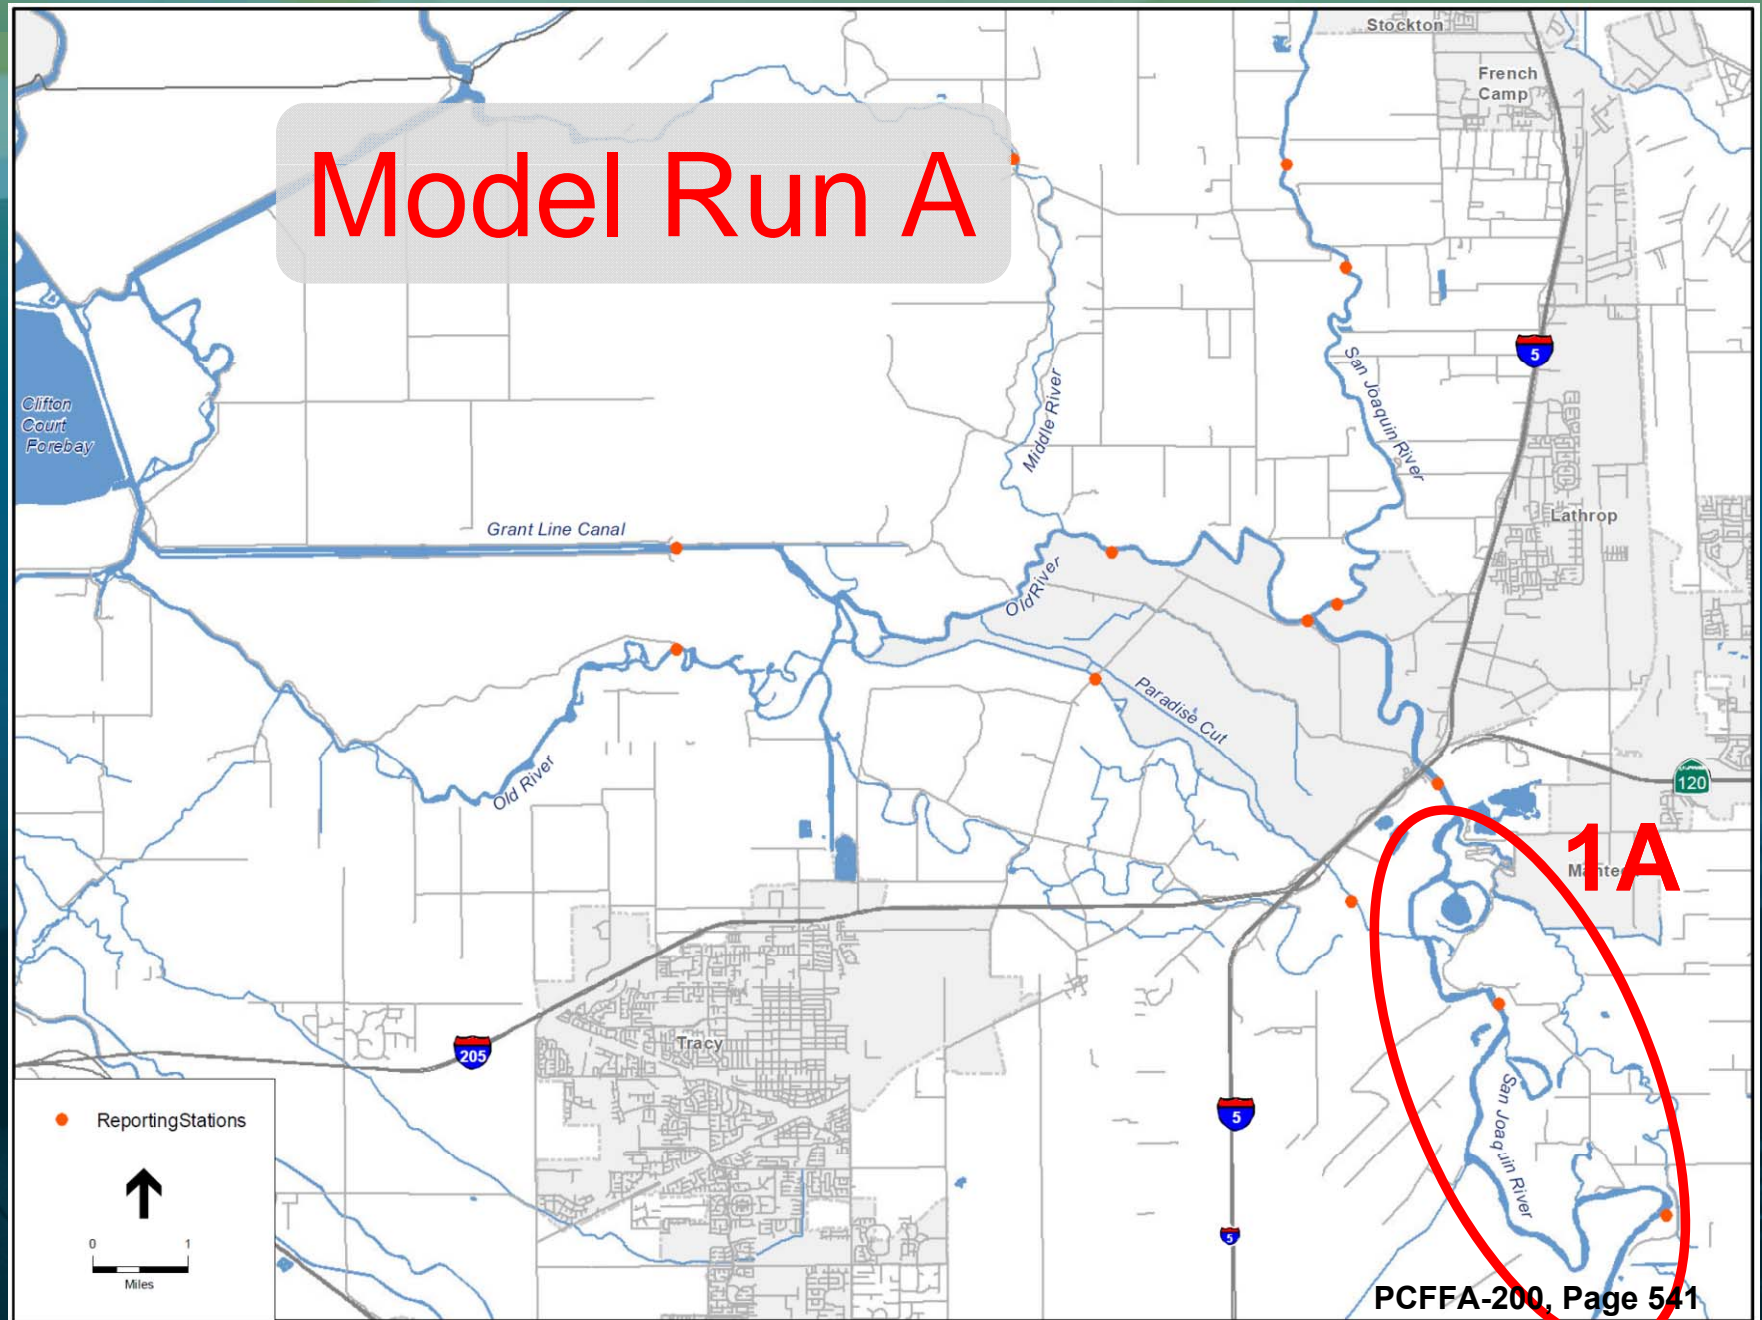 Stockton
French
Camp
Model Run A
5
San Joaquin River
Middle River
Clifton
Court
Forebay
Lathrop
Grant Line Canal
Old River
Paradise Cut
Old River
120
1A
Tracy
205
5
San Joaquin River
5
ReportingStations
0 1
Miles
PCFFA-200, Page 541